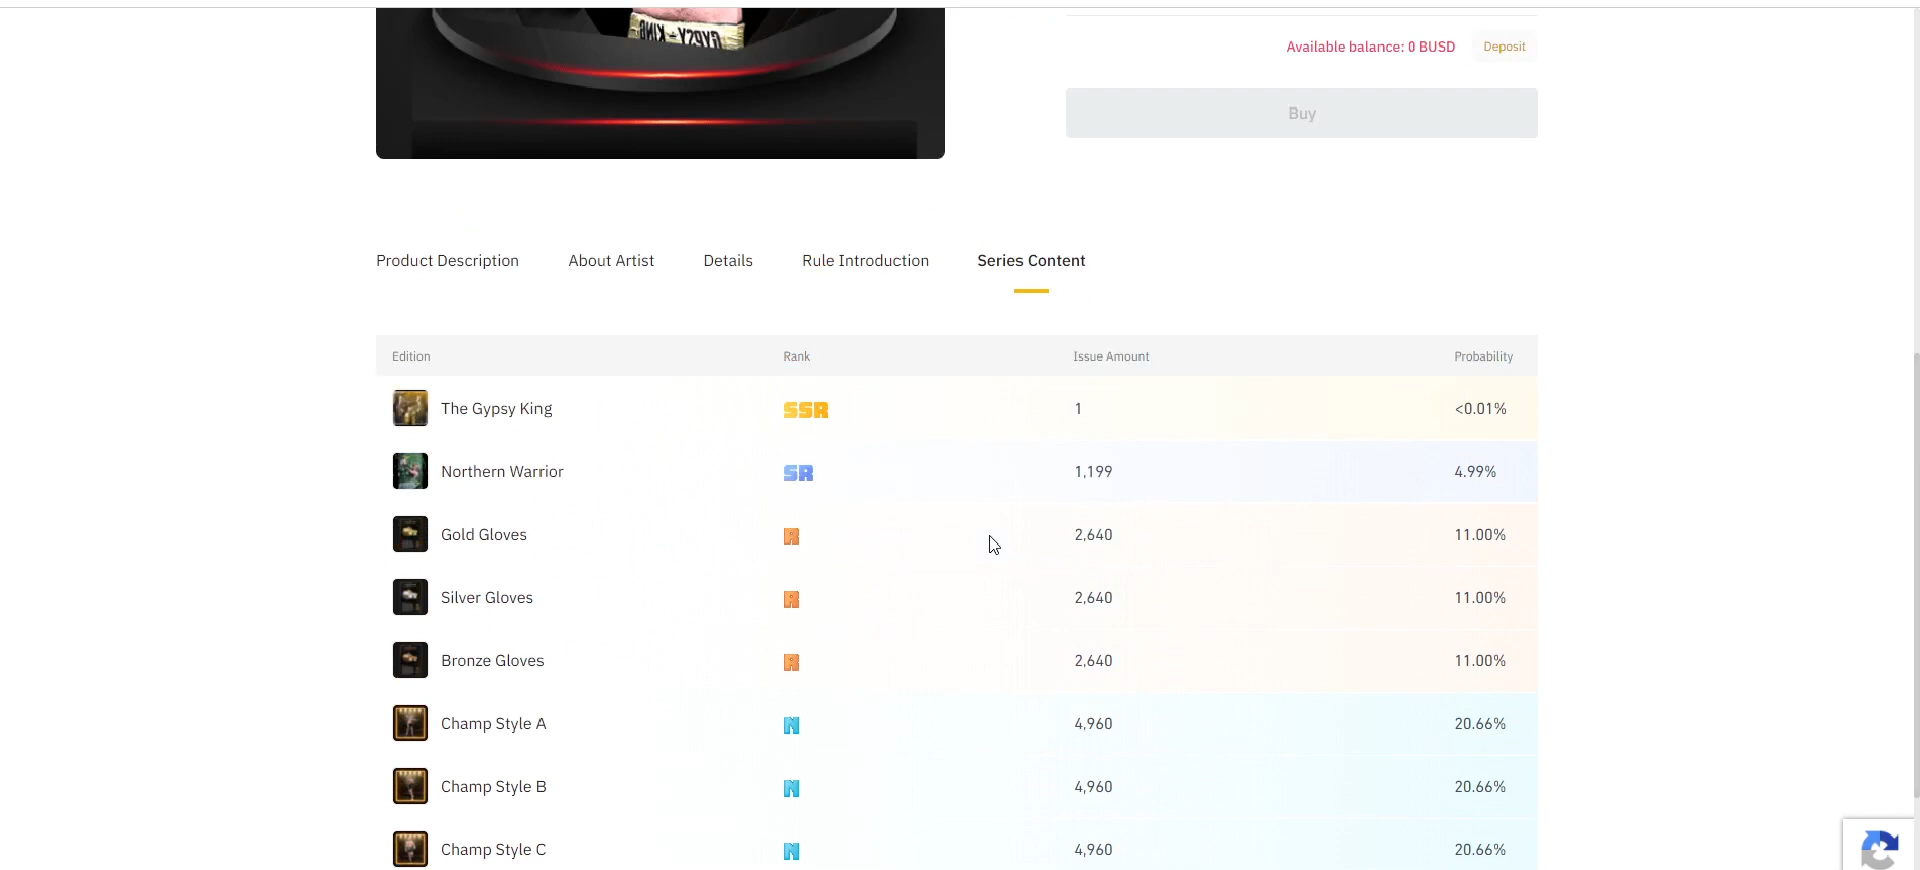 GYPSY-KING
Available balance: 0 BUSD
Deposit
Buy
Product Description
About Artist
Details
Rule Introduction
Series Content
Edition
Rank
Issue Amount
Probability
The Gypsy King
SSR
1
<0.01%
Northern Warrior
SR
1,199
4.99%
Gold Gloves
R
2,640
11.00%
Silver Gloves
R
2,640
11.00%
Bronze Gloves
R
2,640
11.00%
Champ Style A
N
4,960
20.66%
Champ Style B
N
4,960
20.66%
Champ Style C
N
4,960
20.66%